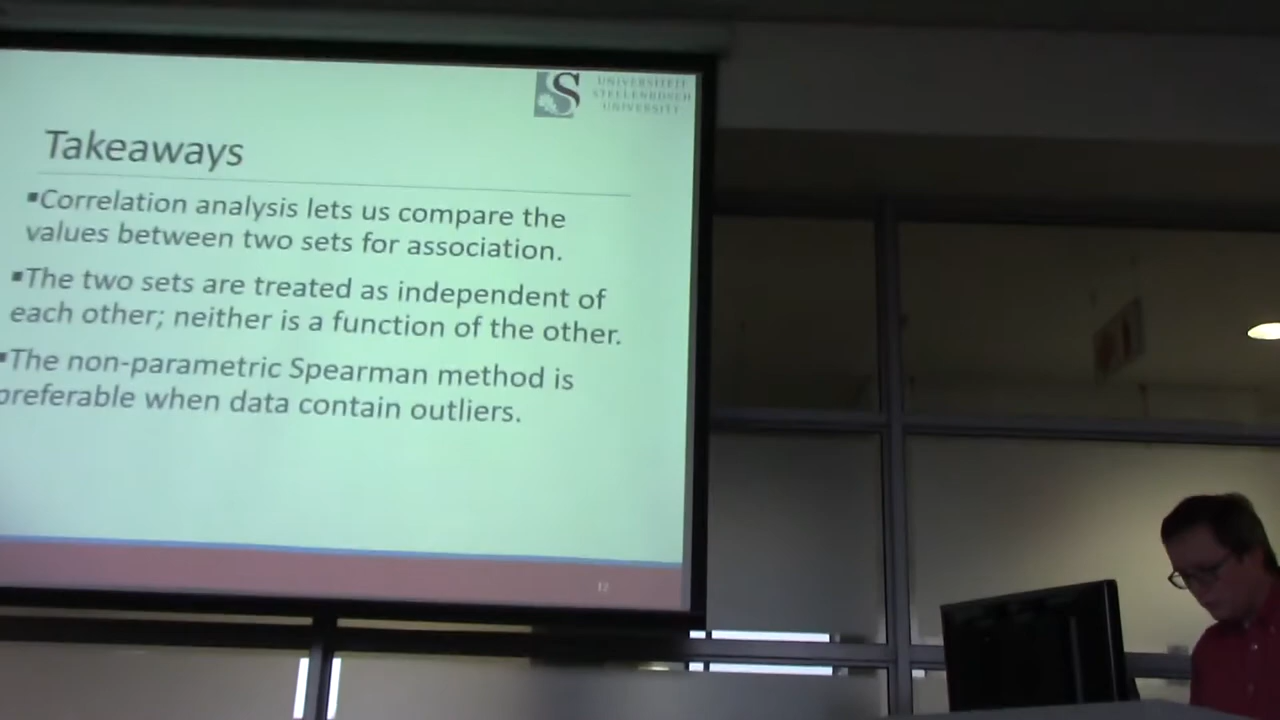 UNIVERSITEIT
STELLENBOSCH
UNIVERSITY
Takeaways
▪Correlation analysis lets us compare the
values between two sets for association.
▪The two sets are treated as independent of
each other; neither is a function of the other.
▪The non-parametric Spearman method is
preferable when data contain outliers.
12